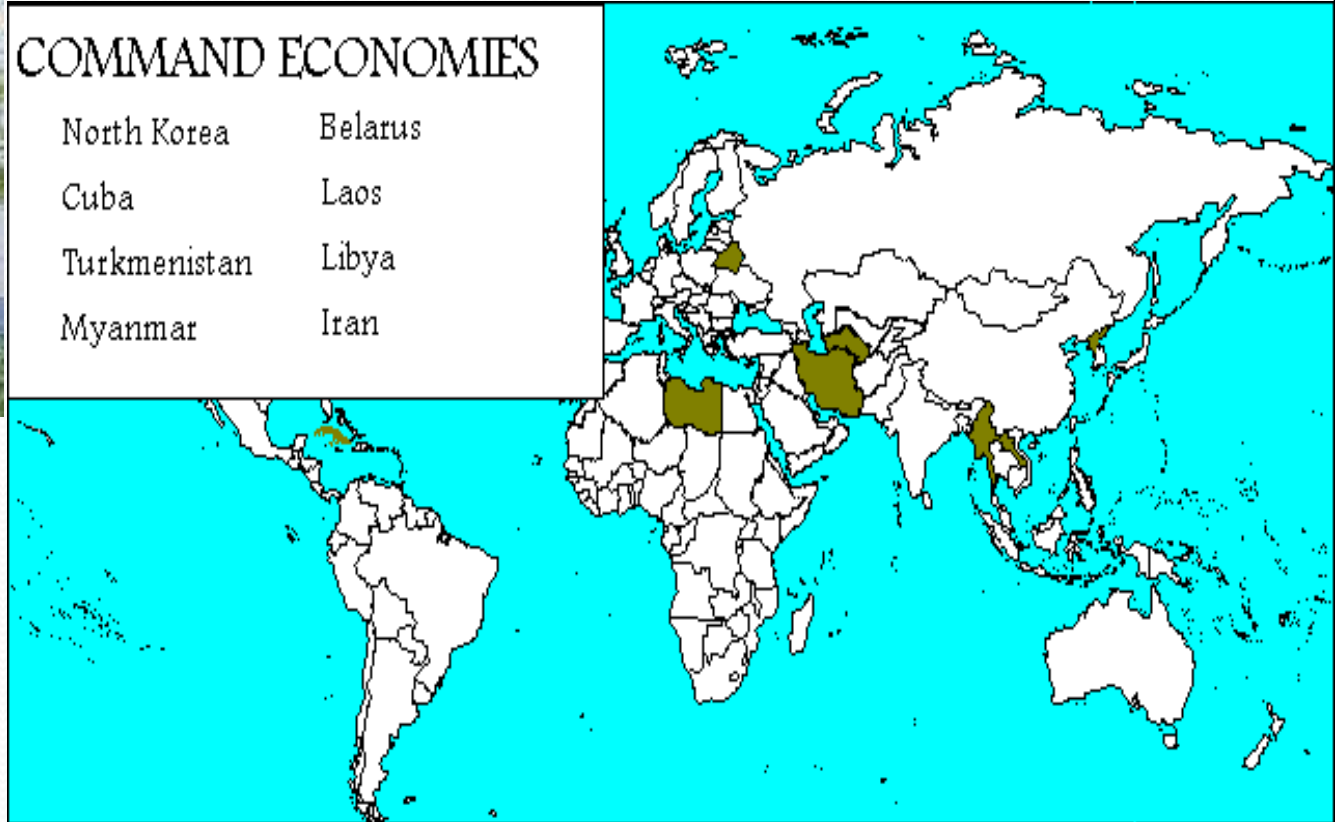 COMMAND ECONOMIES
North Korea
Cuba
Turkmenistan
Myanmar
Belarus
Laos
Libya
Iran